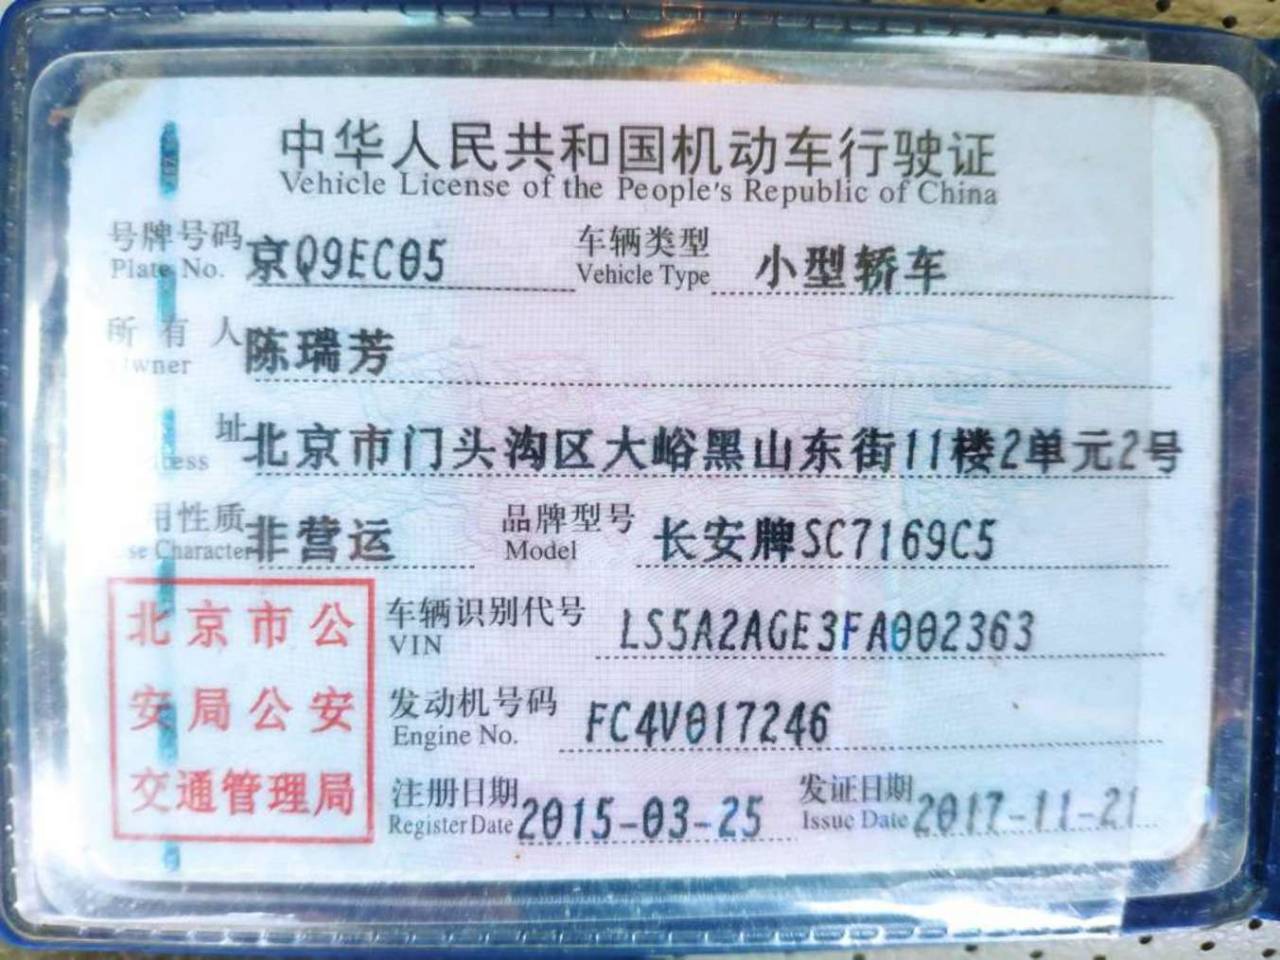 中华人民共和国机动车行驶证
Vehicle License of the People's Republic of China
号牌号码 京Q9EC05 车辆类型 小型轿车
Plate No. Vehicle Type
所有人 陈瑞芳
址 北京市门头沟区大峪黑山东街11楼2单元2号
用性质 非营运 品牌型号 长安牌SC7169C5
Character Model
北京市公
安局公安
交通管理局
车辆识别代号 LS5A2AGE3FA002363
VIN
发动机号码 FC4V017246
Engine No.
注册日期 2015-03-25 发证日期 2017-11-21
Register Date Issue Date